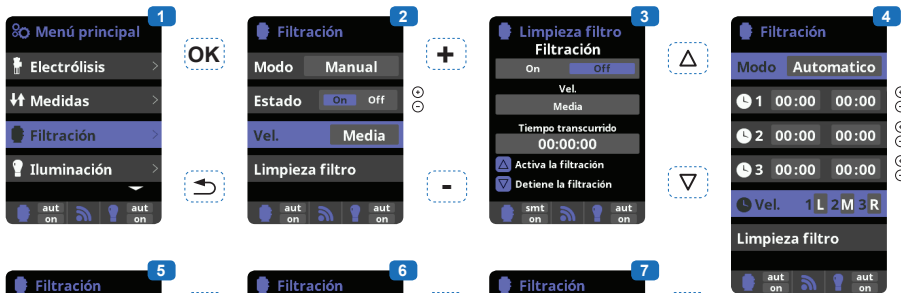 1
Menú principal
Electrólisis
Medidas
Filtración
Iluminación
aut
on
aut
on
OK
2
Filtración
Modo Manual
Estado On Off
Vel. Media
Limpieza filtro
aut
on
aut
on
+
-
3
Limpieza filtro
Filtración
On Off
Vel.
Media
Tiempo transcurrido
00:00:00
Activa la filtración
Detiene la filtración
smt
on
aut
on
4
Filtración
Modo Automatico
1 00:00 00:00
2 00:00 00:00
3 00:00 00:00
Vel. 1 L 2 M 3 R
Limpieza filtro
aut
on
aut
on
5
Filtración
6
Filtración
7
Filtración